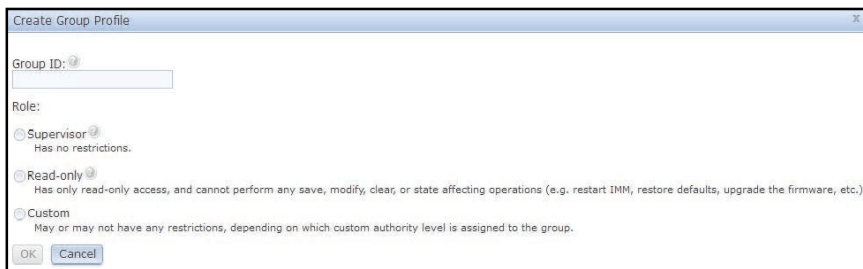 Create Group Profile
x
Group ID:
Role:
Supervisor
Has no restrictions.
Read-only
Has only read-only access, and cannot perform any save, modify, clear, or state affecting operations (e.g. restart IMM, restore defaults, upgrade the firmware, etc.)
Custom
May or may not have any restrictions, depending on which custom authority level is assigned to the group.
OK Cancel